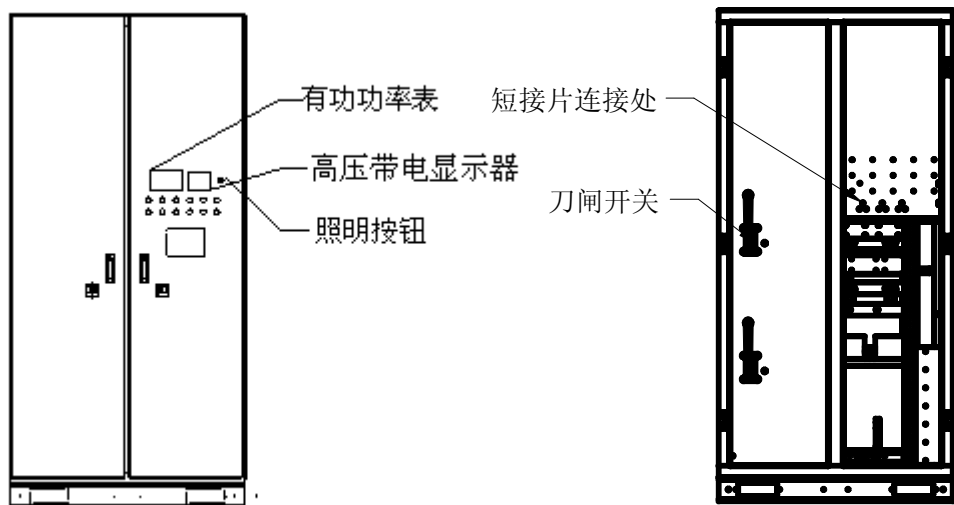 有功功率表
短接片连接处
高压带电显示器
刀闸开关
照明按钮